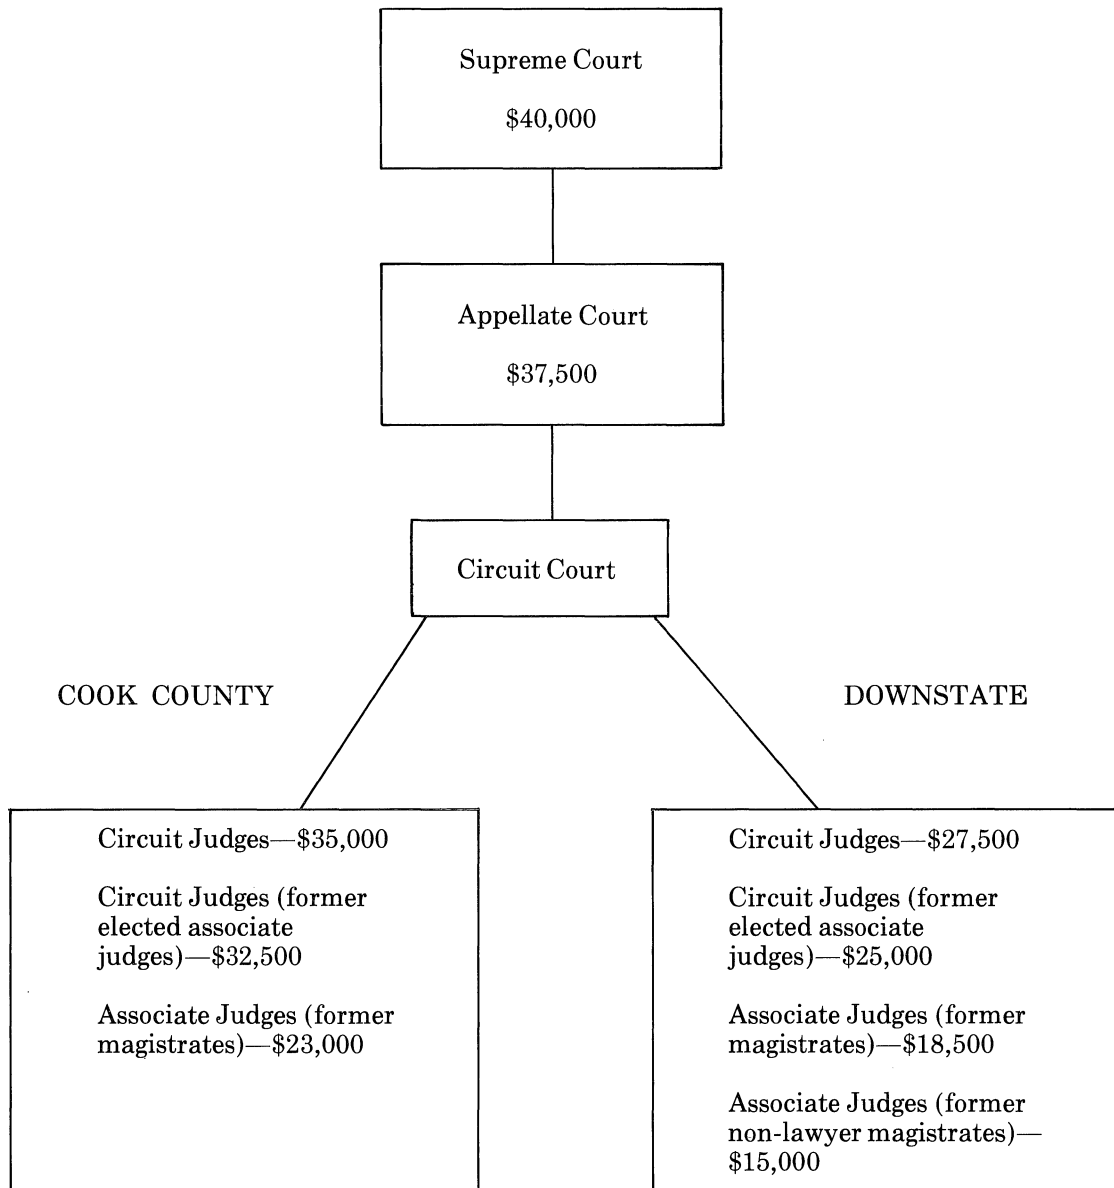 Supreme Court
$40,000
Appellate Court
$37,500
Circuit Court
COOK COUNTY
DOWNSTATE
Circuit Judges—$35,000
Circuit Judges (former
elected associate
judges)—$32,500
Associate Judges (former
magistrates)—$23,000
Circuit Judges—$27,500
Circuit Judges (former
elected associate
judges)—$25,000
Associate Judges (former
magistrates)—$18,500
Associate Judges (former
non-lawyer magistrates)—
$15,000